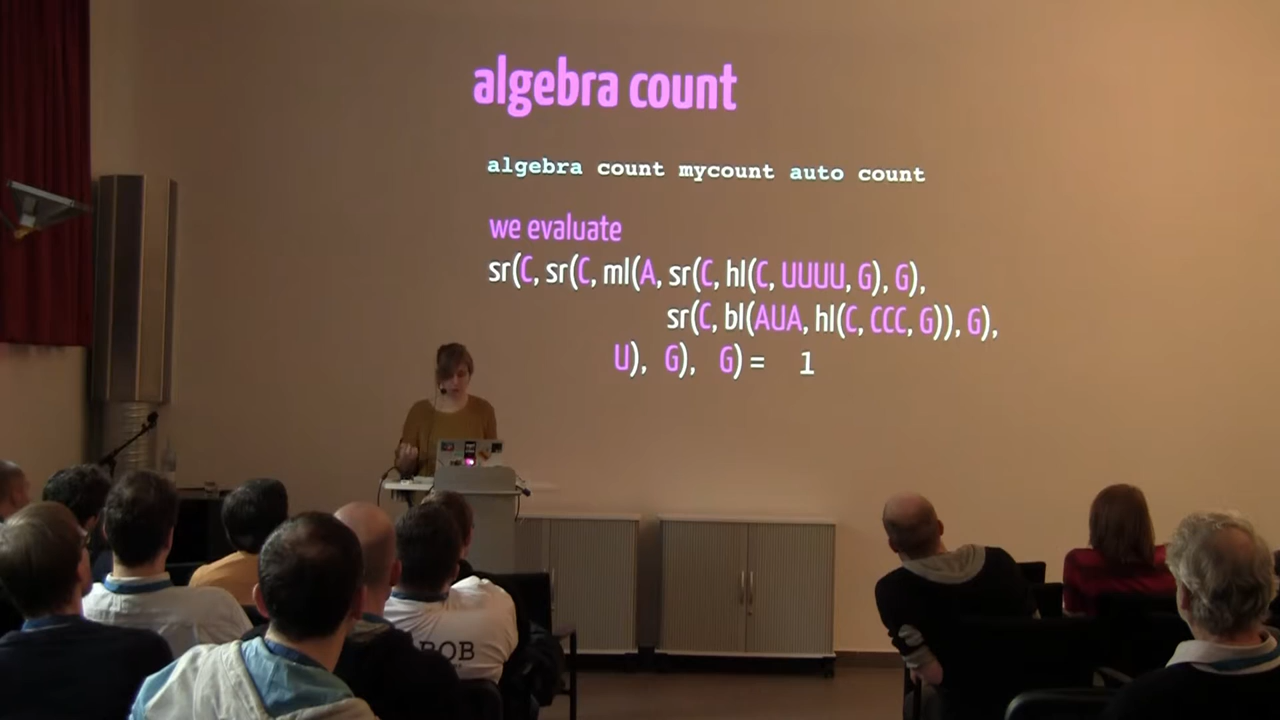 algebra count
algebra count mycount auto count
we evaluate
sr(C, sr(C, ml(A, sr(C, hl(C, UUUU, G), G),
sr(C, bl(AUA, hl(C, CCC, G)), G),
U), G), G) = 1
BOB